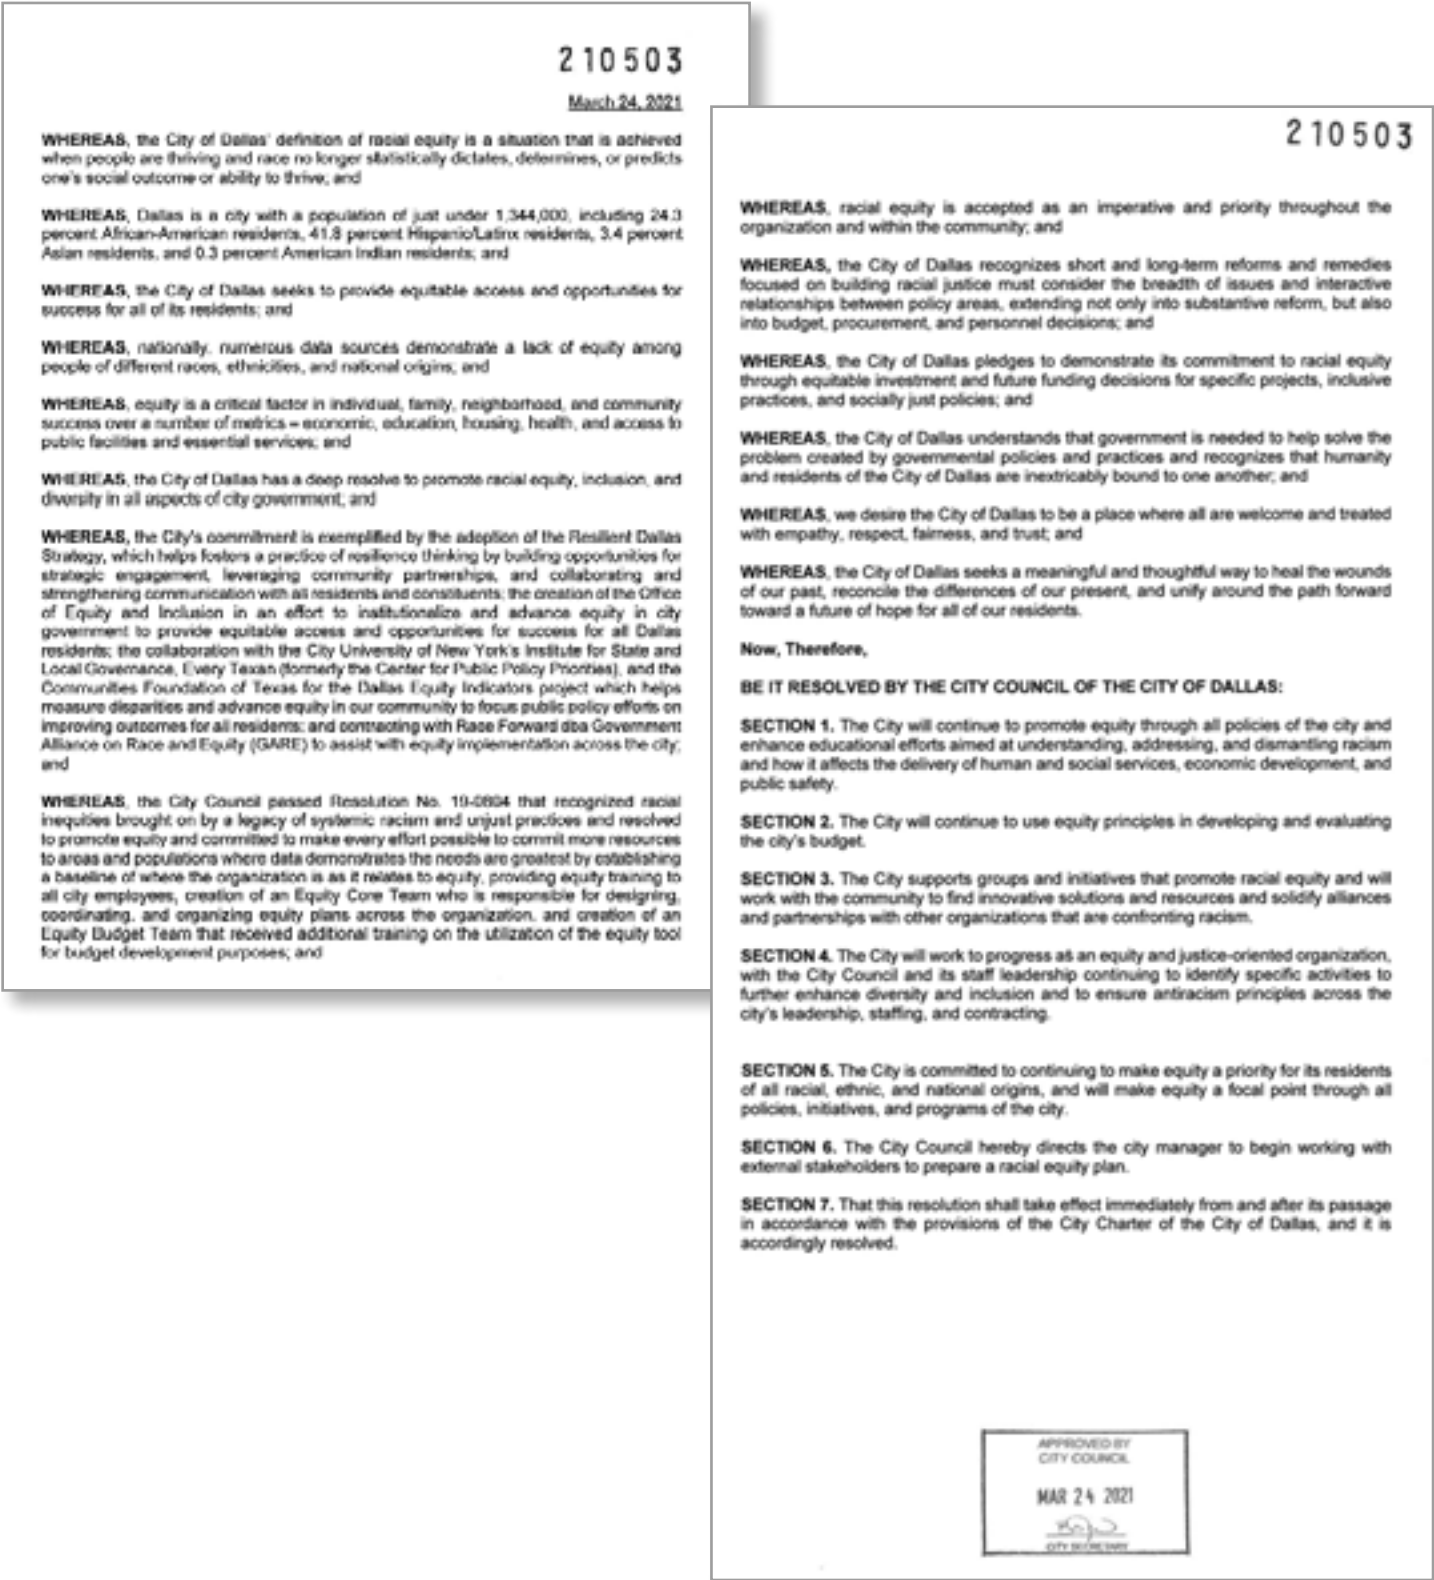 210503
March 24, 2021
WHEREAS, the City of Dallas' definition of racial equity is a situation that is achieved
when people are thriving and race no longer statistically dictates, determines, or predicts
one's social outcome or ability to thrive; and
WHEREAS, Dallas is a city with a population of just under 1,344,000, including 24.3
percent African-American residents, 41.8 percent Hispanic/Latinx residents, 3.4 percent
Asian residents, and 0.3 percent American Indian residents; and
WHEREAS, the City of Dallas seeks to provide equitable access and opportunities for
success for all of its residents; and
WHEREAS, nationally, numerous data sources demonstrate a lack of equity among
people of different races, ethnicities, and national origins; and
WHEREAS, equity is a critical factor in individual, family, neighborhood, and community
success over a number of metrics – economic, education, housing, health, and access to
public facilities and essential services; and
WHEREAS, the City of Dallas has a deep resolve to promote racial equity, inclusion, and
diversity in all aspects of city government; and
WHEREAS, the City's commitment is exemplified by the adoption of the Resilient Dallas
Strategy, which helps fosters a practice of resilience thinking by building opportunities for
strategic engagement, leveraging community partnerships, and collaborating and
strengthening communication with all residents and constituents; the creation of the Office
of Equity and Inclusion in an effort to institutionalize and advance equity in city
government to provide equitable access and opportunities for success for all Dallas
residents; the collaboration with the City University of New York's Institute for State and
Local Governance, Every Texan (formerly the Center for Public Policy Priorities), and the
Communities Foundation of Texas for the Dallas Equity Indicators project which helps
measure disparities and advance equity in our community to focus public policy efforts on
improving outcomes for all residents; and contracting with Race Forward dba Government
Alliance on Race and Equity (GARE) to assist with equity implementation across the city;
and
WHEREAS, the City Council passed Resolution No. 19-0804 that recognized racial
inequities brought on by a legacy of systemic racism and unjust practices and resolved
to promote equity and committed to make every effort possible to commit more resources
to areas and populations where data demonstrates the needs are greatest by establishing
a baseline of where the organization is as it relates to equity, providing equity training to
all city employees, creation of an Equity Core Team who is responsible for designing,
coordinating, and organizing equity plans across the organization, and creation of an
Equity Budget Team that received additional training on the utilization of the equity tool
for budget development purposes; and
210503
WHEREAS, racial equity is accepted as an imperative and priority throughout the
organization and within the community; and
WHEREAS, the City of Dallas recognizes short and long-term reforms and remedies
focused on building racial justice must consider the breadth of issues and interactive
relationships between policy areas, extending not only into substantive reform, but also
into budget, procurement, and personnel decisions; and
WHEREAS, the City of Dallas pledges to demonstrate its commitment to racial equity
through equitable investment and future funding decisions for specific projects, inclusive
practices, and socially just policies; and
WHEREAS, the City of Dallas understands that government is needed to help solve the
problem created by governmental policies and practices and recognizes that humanity
and residents of the City of Dallas are inextricably bound to one another; and
WHEREAS, we desire the City of Dallas to be a place where all are welcome and treated
with empathy, respect, fairness, and trust; and
WHEREAS, the City of Dallas seeks a meaningful and thoughtful way to heal the wounds
of our past, reconcile the differences of our present, and unify around the path forward
toward a future of hope for all of our residents.
Now, Therefore,
BE IT RESOLVED BY THE CITY COUNCIL OF THE CITY OF DALLAS:
SECTION 1. The City will continue to promote equity through all policies of the city and
enhance educational efforts aimed at understanding, addressing, and dismantling racism
and how it affects the delivery of human and social services, economic development, and
public safety.
SECTION 2. The City will continue to use equity principles in developing and evaluating
the city's budget.
SECTION 3. The City supports groups and initiatives that promote racial equity and will
work with the community to find innovative solutions and resources and solidify alliances
and partnerships with other organizations that are confronting racism.
SECTION 4. The City will work to progress as an equity and justice-oriented organization,
with the City Council and its staff leadership continuing to identify specific activities to
further enhance diversity and inclusion and to ensure antiracism principles across the
city's leadership, staffing, and contracting.
SECTION 5. The City is committed to continuing to make equity a priority for its residents
of all racial, ethnic, and national origins, and will make equity a focal point through all
policies, initiatives, and programs of the city.
SECTION 6. The City Council hereby directs the city manager to begin working with
external stakeholders to prepare a racial equity plan.
SECTION 7. That this resolution shall take effect immediately from and after its passage
in accordance with the provisions of the City Charter of the City of Dallas, and it is
accordingly resolved.
APPROVED BY
CITY COUNCIL
MAR 24 2021
CITY SECRETARY